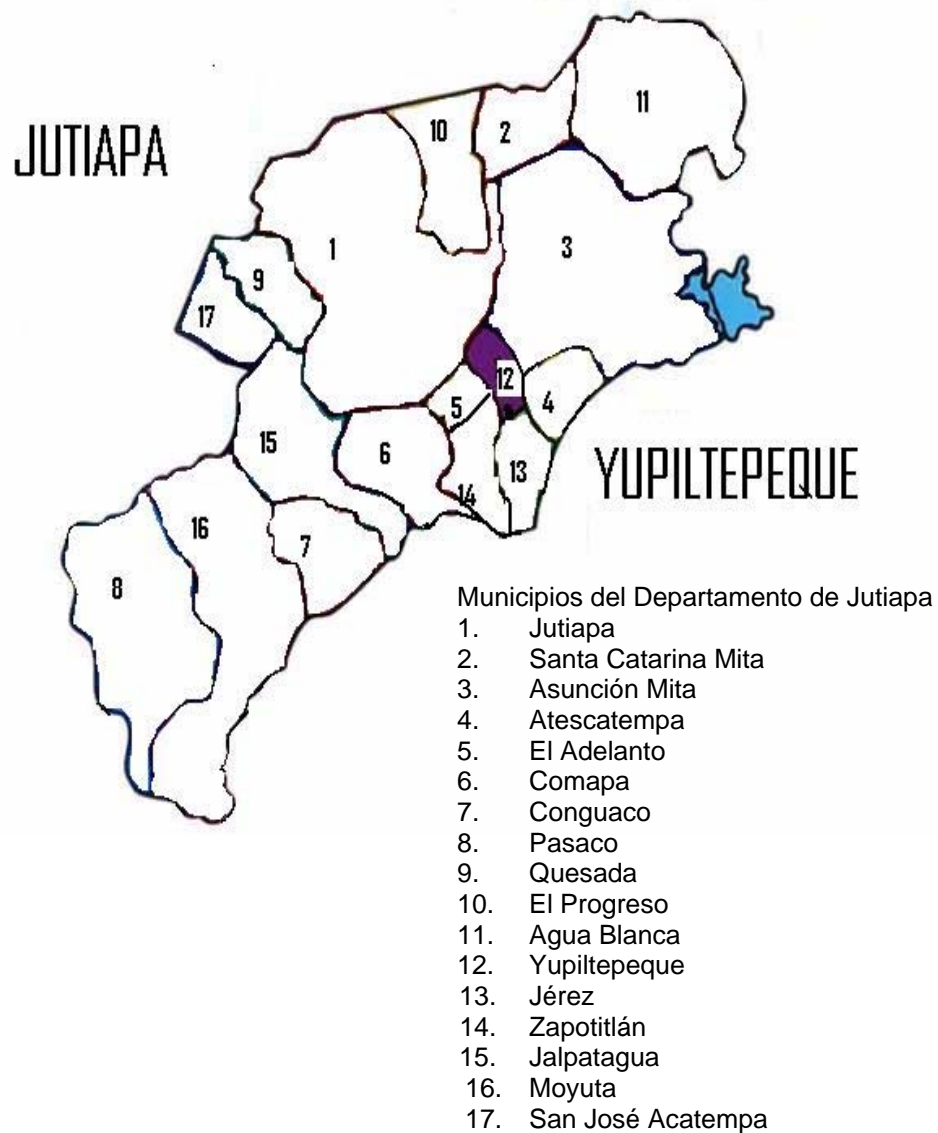 11
10
2
JUTIAPA
1
3
9
17
12
5
4
15
6
13
YUPILTEPEQUE
14
16
7
8
Municipios del Departamento de Jutiapa
1. Jutiapa
2. Santa Catarina Mita
3. Asunción Mita
4. Atescatempa
5. El Adelanto
6. Comapa
7. Conguaco
8. Pasaco
9. Quesada
10. El Progreso
11. Agua Blanca
12. Yupiltepeque
13. Jérez
14. Zapotitlán
15. Jalpatagua
16. Moyuta
17. San José Acatempa